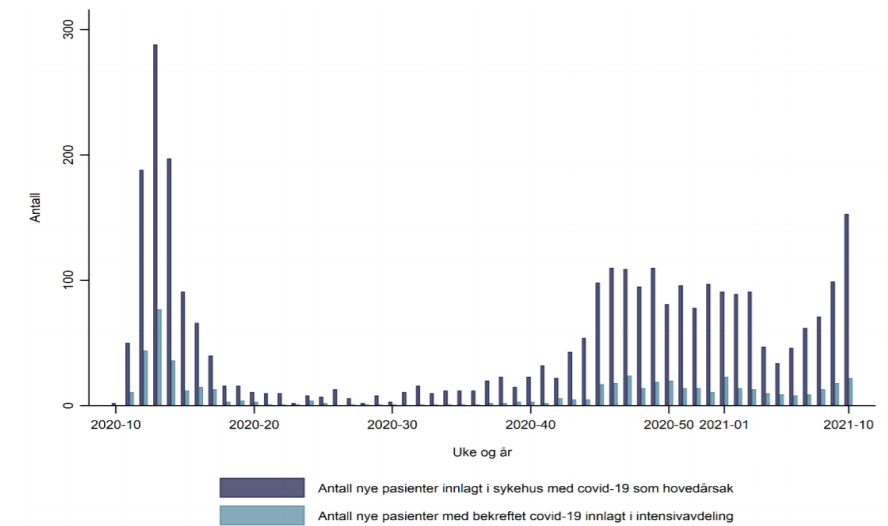 300
200
100
0
Antall
2020-10 2020-20 2020-30 2020-40 2020-50 2021-01 2021-10
Uke og år
Antall nye pasienter innlagt i sykehus med covid-19 som hovedårsak
Antall nye pasienter med bekreftet covid-19 innlagt i intensivavdeling